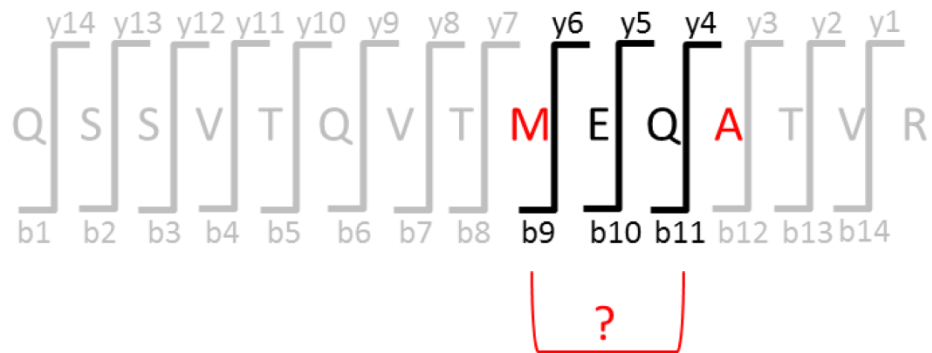 y14 y13 y12 y11 y10 y9 y8 y7 y6 y5 y4 y3 y2 y1
Q S S V T Q V T M E Q A T V R
b1 b2 b3 b4 b5 b6 b7 b8 b9 b10 b11 b12 b13 b14
?